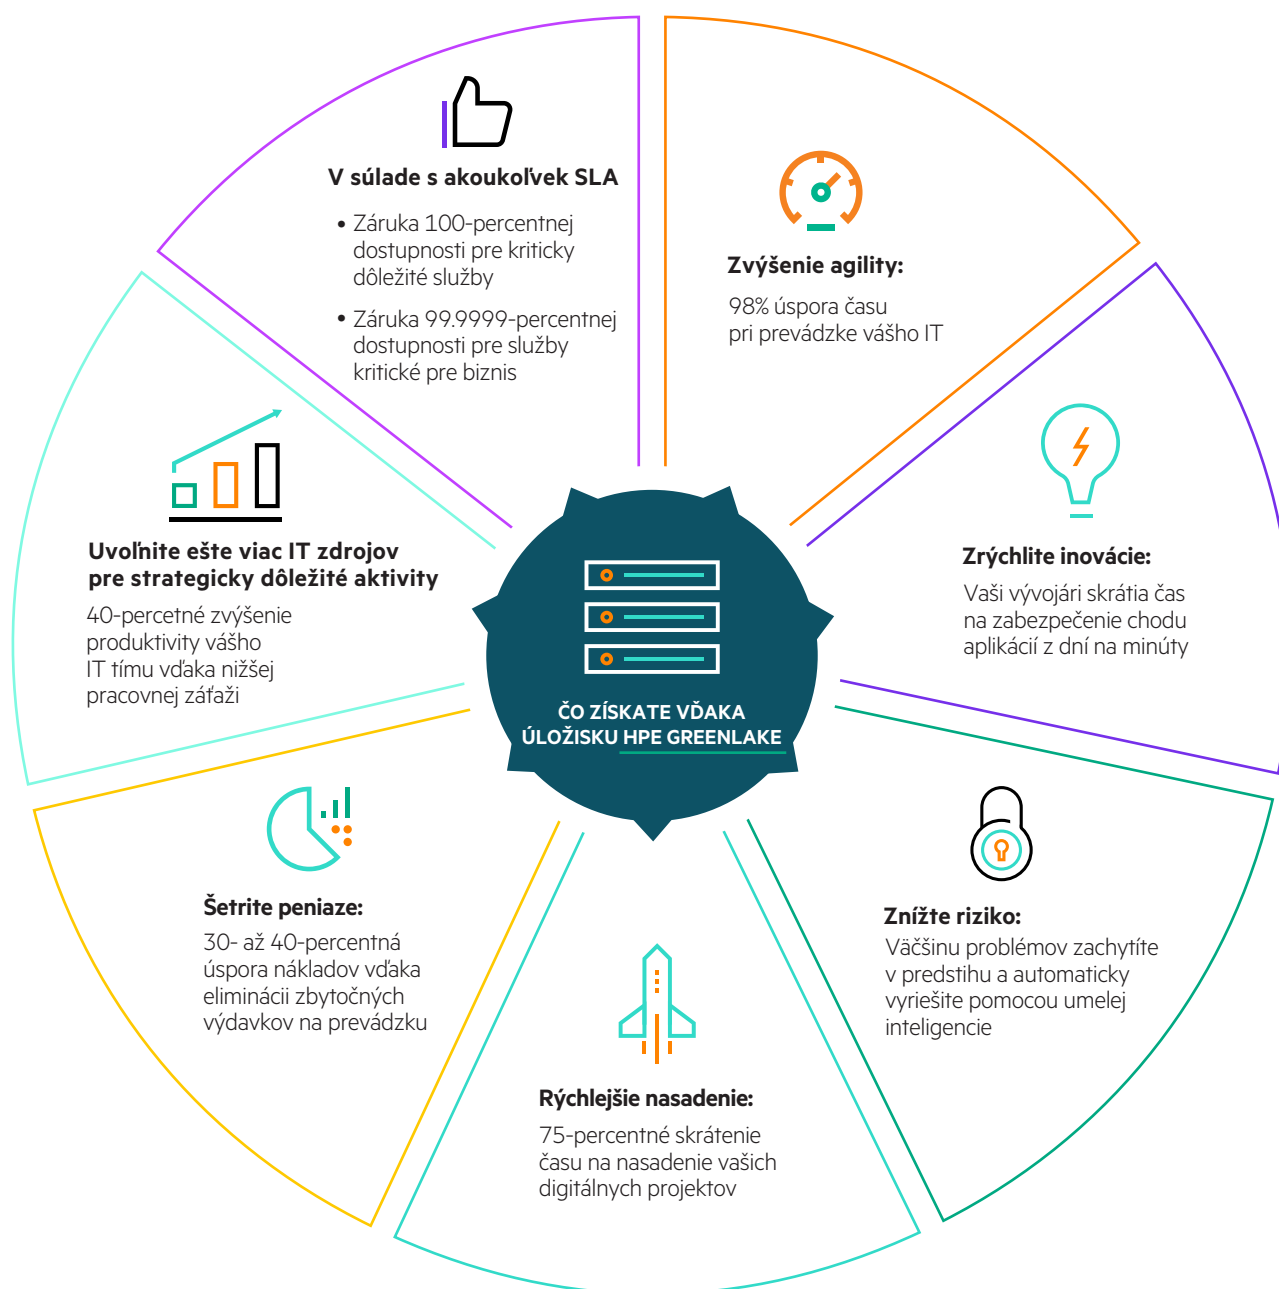 V súlade s akoukoľvek SLA
• Záruka 100-percentnej
dostupnosti pre kriticky
dôležité služby
• Záruka 99.9999-percentnej
dostupnosti pre služby
kritické pre biznis
Zvýšenie agility:
98% úspora času
pri prevádzke vášho IT
Zrýchlite inovácie:
Vaši vývojári skrátia čas
na zabezpečenie chodu
aplikácií z dní na minúty
Znížte riziko:
Väčšinu problémov zachytíte
v predstihu a automaticky
vyriešite pomocou umelej
inteligencie
Rýchlejšie nasadenie:
75-percentné skrátenie
času na nasadenie vašich
digitálnych projektov
Šetrite peniaze:
30- až 40-percentná
úspora nákladov vďaka
eliminácii zbytočných
výdavkov na prevádzku
Uvoľnite ešte viac IT zdrojov
pre strategicky dôležité aktivity
40-percetné zvýšenie
produktivity vášho
IT tímu vďaka nižšej
pracovnej záťaži
ČO ZÍSKATE VĎAKA
ÚLOŽISKU HPE GREENLAKE